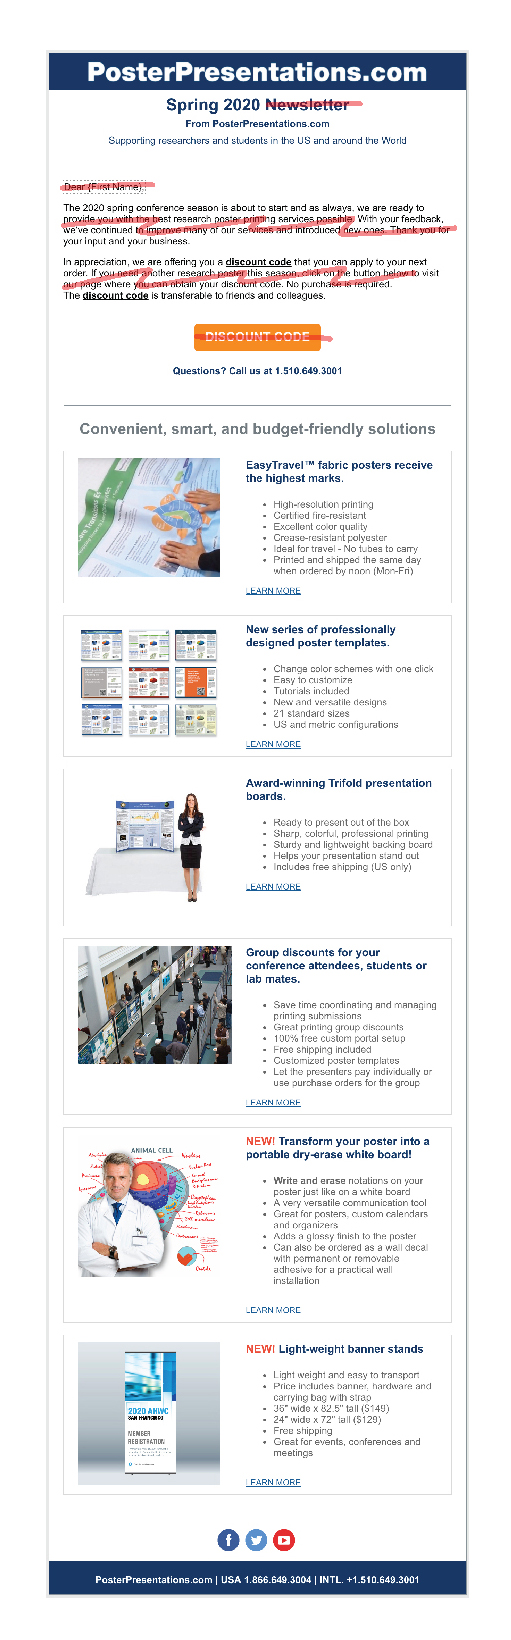 PosterPresentations.com
Spring 2020 Newsletter
From PosterPresentations.com
Supporting researchers and students in the US and around the World
Dear {First Name},
The 2020 spring conference season is about to start and as always, we are ready to
provide you with the best research poster printing services possible. With your feedback,
we've continued to improve many of our services and introduced new ones. Thank you for
your input and your business.
In appreciation, we are offering you a discount code that you can apply to your next
order. If you need another research poster this season, click on the button below to visit
our page where you can obtain your discount code. No purchase is required.
The discount code is transferable to friends and colleagues.
DISCOUNT CODE
Questions? Call us at 1.510.649.3001
Convenient, smart, and budget-friendly solutions
EasyTravel™ fabric posters receive
the highest marks.
• High-resolution printing
• Certified fire-resistant
• Excellent color quality
• Crease-resistant polyester
• Ideal for travel - No tubes to carry
• Printed and shipped the same day
when ordered by noon (Mon-Fri)
LEARN MORE
New series of professionally
designed poster templates.
• Change color schemes with one click
• Easy to customize
• Tutorials included
• New and versatile designs
• 21 standard sizes
• US and metric configurations
LEARN MORE
Award-winning Trifold presentation
boards.
• Ready to present out of the box
• Sharp, colorful, professional printing
• Sturdy and lightweight backing board
• Helps your presentation stand out
• Includes free shipping (US only)
LEARN MORE
Group discounts for your
conference attendees, students or
lab mates.
• Save time coordinating and managing
printing submissions
• Great printing group discounts
• 100% free custom portal setup
• Free shipping included
• Customized poster templates
• Let the presenters pay individually or
use purchase orders for the group
LEARN MORE
ANIMAL CELL
NEW! Transform your poster into a
portable dry-erase white board!
• Write and erase notations on your
poster just like on a white board
• A very versatile communication tool
• Great for posters, custom calendars
and organizers
• Adds a glossy finish to the poster
• Can also be ordered as a wall decal
with permanent or removable
adhesive for a practical wall
installation
LEARN MORE
2020 AHWC
SAN FRANCISCO
MEMBER
REGISTRATION
NEW! Light-weight banner stands
• Light weight and easy to transport
• Price includes banner, hardware and
carrying bag with strap
• 36" wide x 82.5" tall ($149)
• 24" wide x 72" tall ($129)
• Free shipping
• Great for events, conferences and
meetings
LEARN MORE
PosterPresentations.com | USA 1.866.649.3004 | INTL. +1.510.649.3001